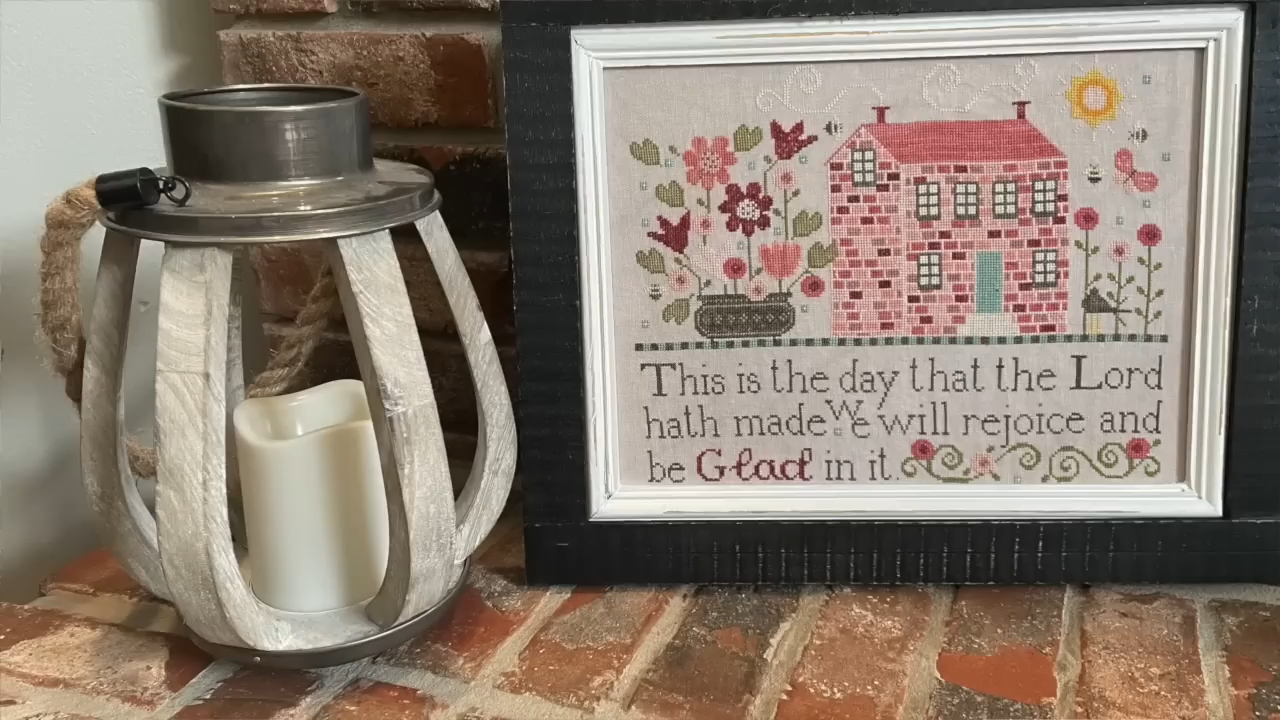 This is the day that the Lord
hath made We will rejoice and
be Glad in it.